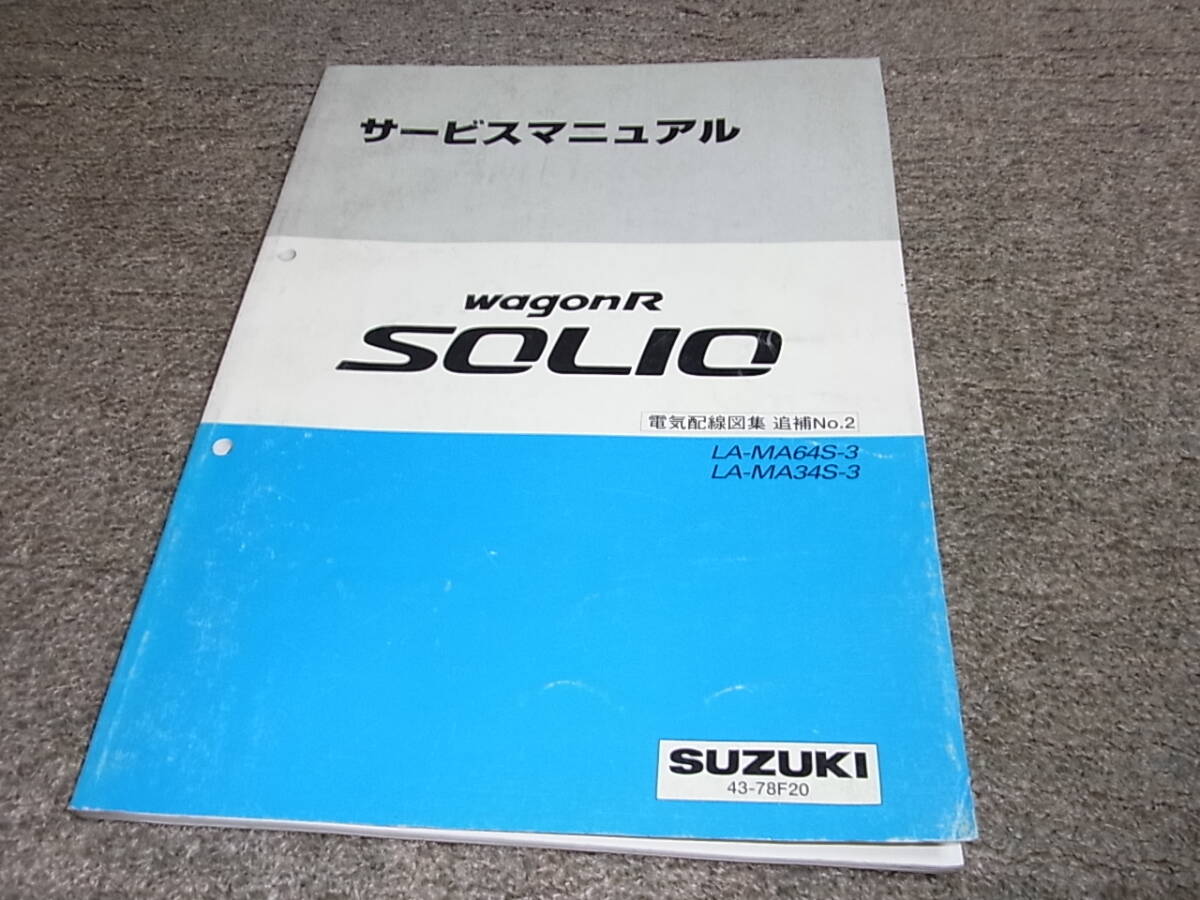 サービスマニュアル
wagonR
SOLIO
電気配線図集 追補No.2
LA-MA64S-3
LA-MA34S-3
SUZUKI
43-78F20